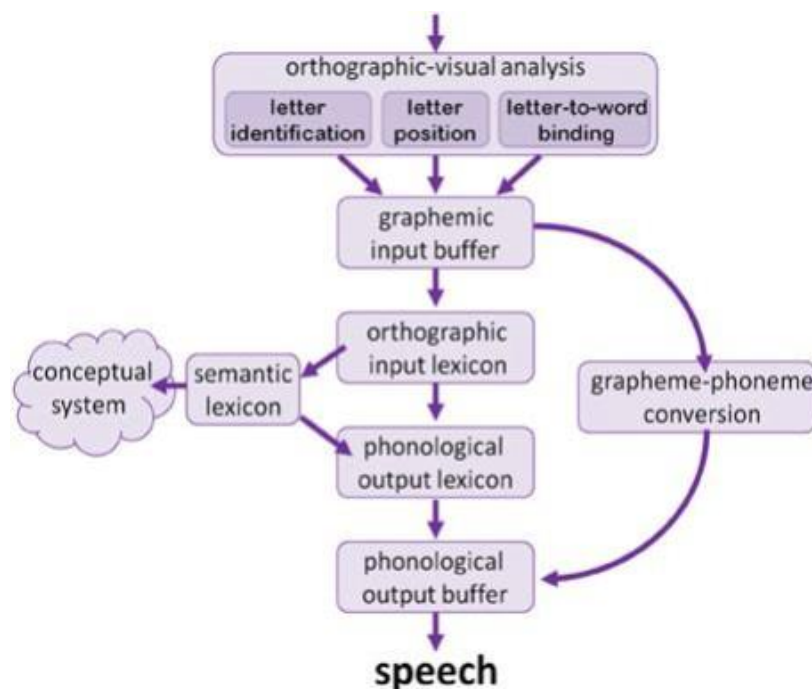 orthographic-visual analysis
letter
identification
letter
position
letter-to-word
binding
graphemic
input buffer
orthographic
input lexicon
conceptual
system
semantic
lexicon
grapheme-phoneme
conversion
phonological
output lexicon
phonological
output buffer
speech